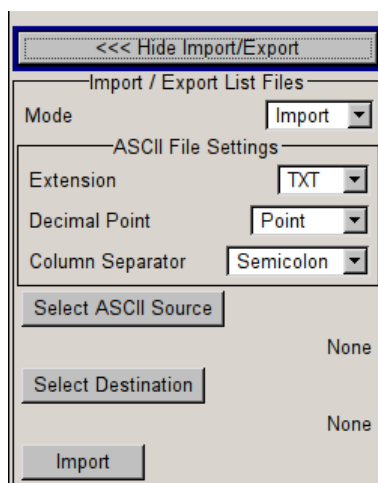 <<< Hide Import/Export
Import / Export List Files
Mode Import
ASCII File Settings
Extension TXT
Decimal Point Point
Column Separator Semicolon
Select ASCII Source
None
Select Destination
None
Import